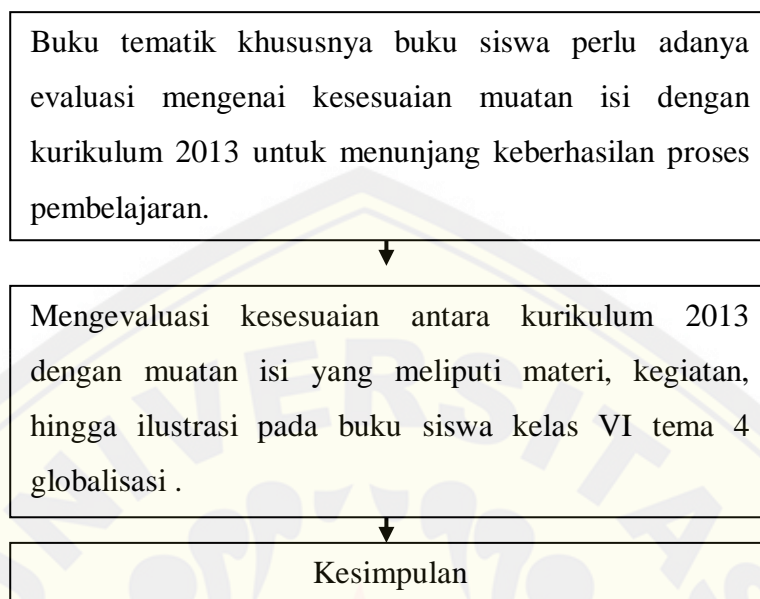 Buku tematik khususnya buku siswa perlu adanya
evaluasi mengenai kesesuaian muatan isi dengan
kurikulum 2013 untuk menunjang keberhasilan proses
pembelajaran.
Mengevaluasi kesesuaian antara kurikulum 2013
dengan muatan isi yang meliputi materi, kegiatan,
hingga ilustrasi pada buku siswa kelas VI tema 4
globalisasi .
Kesimpulan
UNIVERSITAS